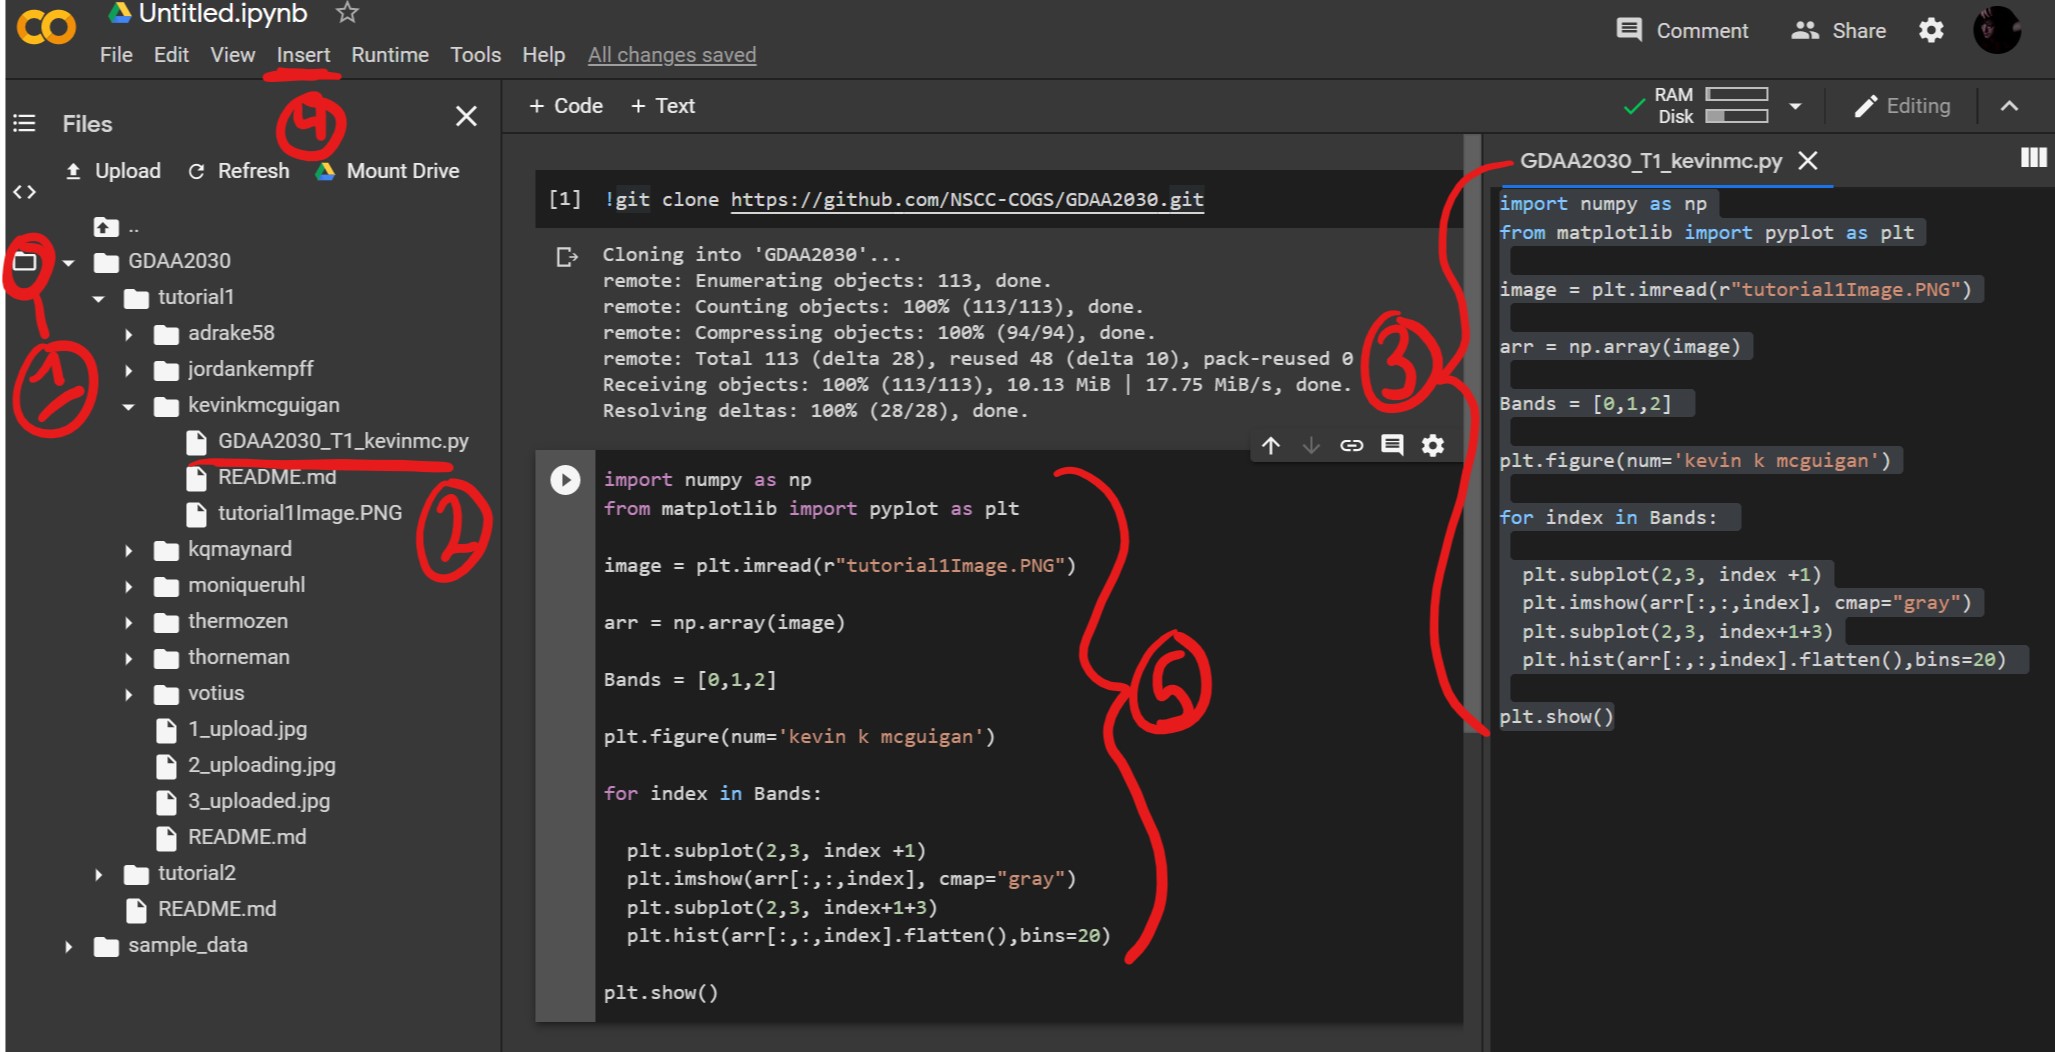 Untitled.ipynb
File Edit View Insert Runtime Tools Help All changes saved
Comment Share
4
Files
Upload Refresh Mount Drive
..
GDAA2030
tutorial1
adrake58
jordankempff
kevinkmcguigan
GDAA2030_T1_kevinmc.py
README.md
tutorial1Image.PNG
kqmaynard
moniqueruhl
thermozen
thorneman
votius
1_upload.jpg
2_uploading.jpg
3_uploaded.jpg
README.md
tutorial2
README.md
sample_data
1
2
+ Code + Text
RAM
Disk
Editing
[1] !git clone https://github.com/NSCC-COGS/GDAA2030.git
Cloning into 'GDAA2030'...
remote: Enumerating objects: 113, done.
remote: Counting objects: 100% (113/113), done.
remote: Compressing objects: 100% (94/94), done.
remote: Total 113 (delta 28), reused 48 (delta 10), pack-reused 0
Receiving objects: 100% (113/113), 10.13 MiB | 17.75 MiB/s, done.
Resolving deltas: 100% (28/28), done.
import numpy as np
from matplotlib import pyplot as plt
image = plt.imread(r"tutorial1Image.PNG")
arr = np.array(image)
Bands = [0,1,2]
plt.figure(num='kevin k mcguigan')
for index in Bands:
plt.subplot(2,3, index +1)
plt.imshow(arr[:,:,index], cmap="gray")
plt.subplot(2,3, index+1+3)
plt.hist(arr[:,:,index].flatten(),bins=20)
plt.show()
5
3
GDAA2030_T1_kevinmc.py
import numpy as np
from matplotlib import pyplot as plt
image = plt.imread(r"tutorial1Image.PNG")
arr = np.array(image)
Bands = [0,1,2]
plt.figure(num='kevin k mcguigan')
for index in Bands:
plt.subplot(2,3, index +1)
plt.imshow(arr[:,:,index], cmap="gray")
plt.subplot(2,3, index+1+3)
plt.hist(arr[:,:,index].flatten(),bins=20)
plt.show()